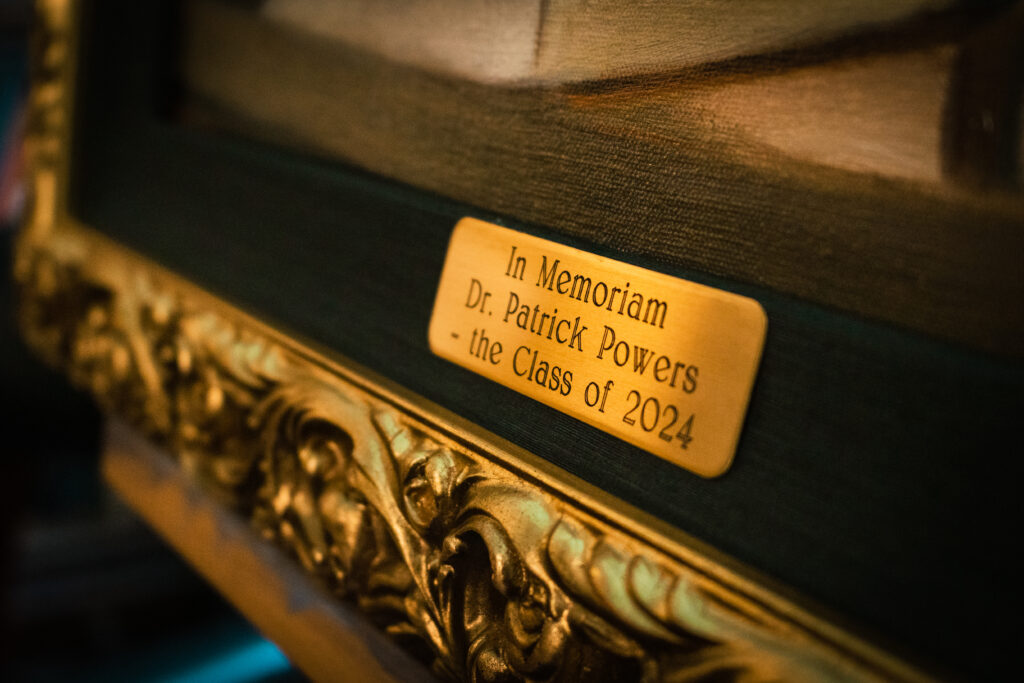 In Memoriam
Dr. Patrick Powers
- the Class of 2024